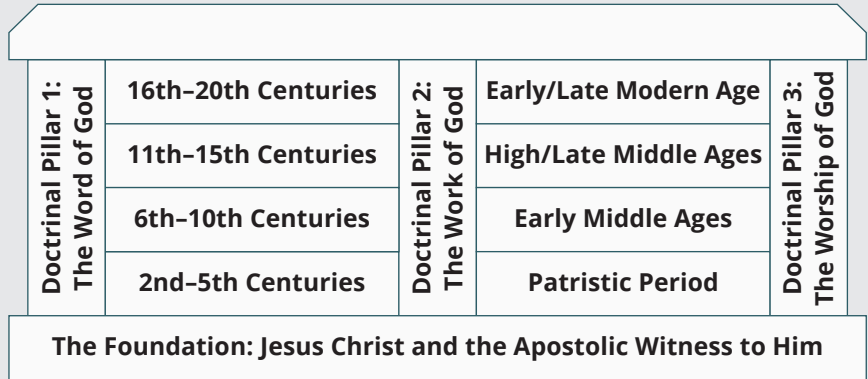 Doctrinal Pillar 1:
The Word of God
16th–20th Centuries
11th–15th Centuries
6th–10th Centuries
2nd–5th Centuries
Doctrinal Pillar 2:
The Work of God
Early/Late Modern Age
High/Late Middle Ages
Early Middle Ages
Patristic Period
Doctrinal Pillar 3:
The Worship of God
The Foundation: Jesus Christ and the Apostolic Witness to Him